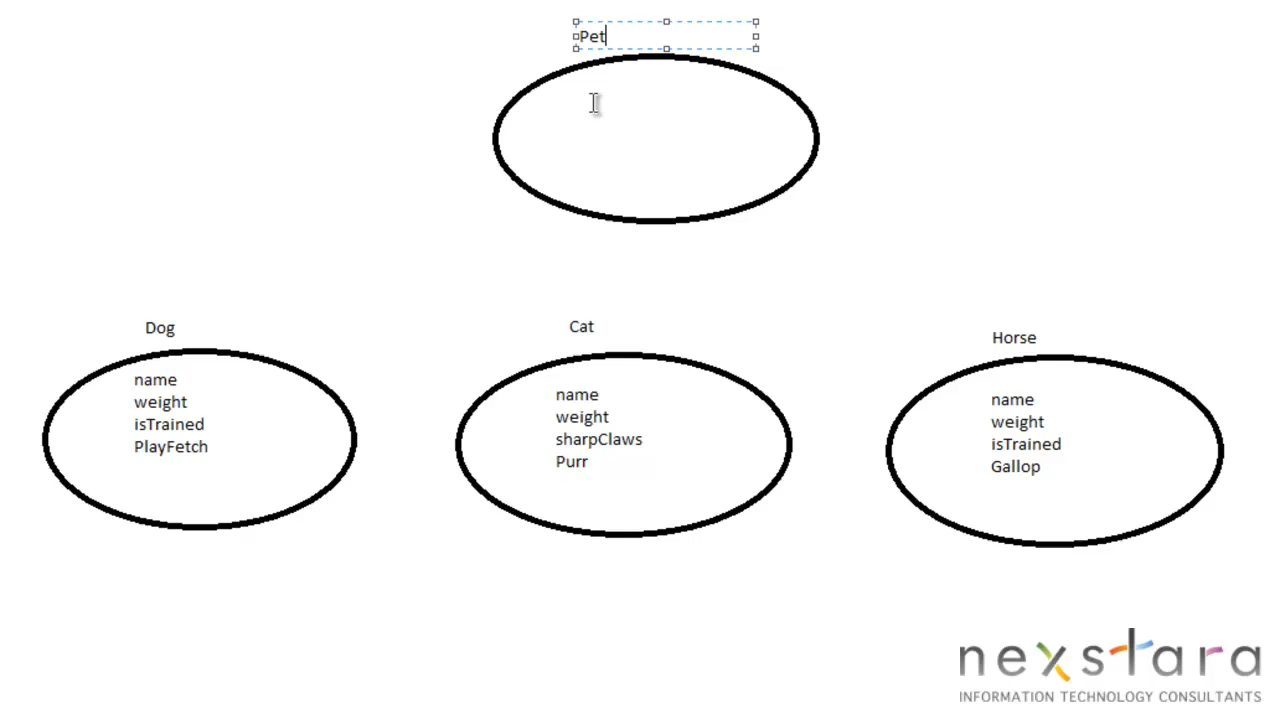 Pet
Dog
name
weight
isTrained
PlayFetch
Cat
name
weight
sharpClaws
Purr
Horse
name
weight
isTrained
Gallop
nexstara
INFORMATION TECHNOLOGY CONSULTANTS